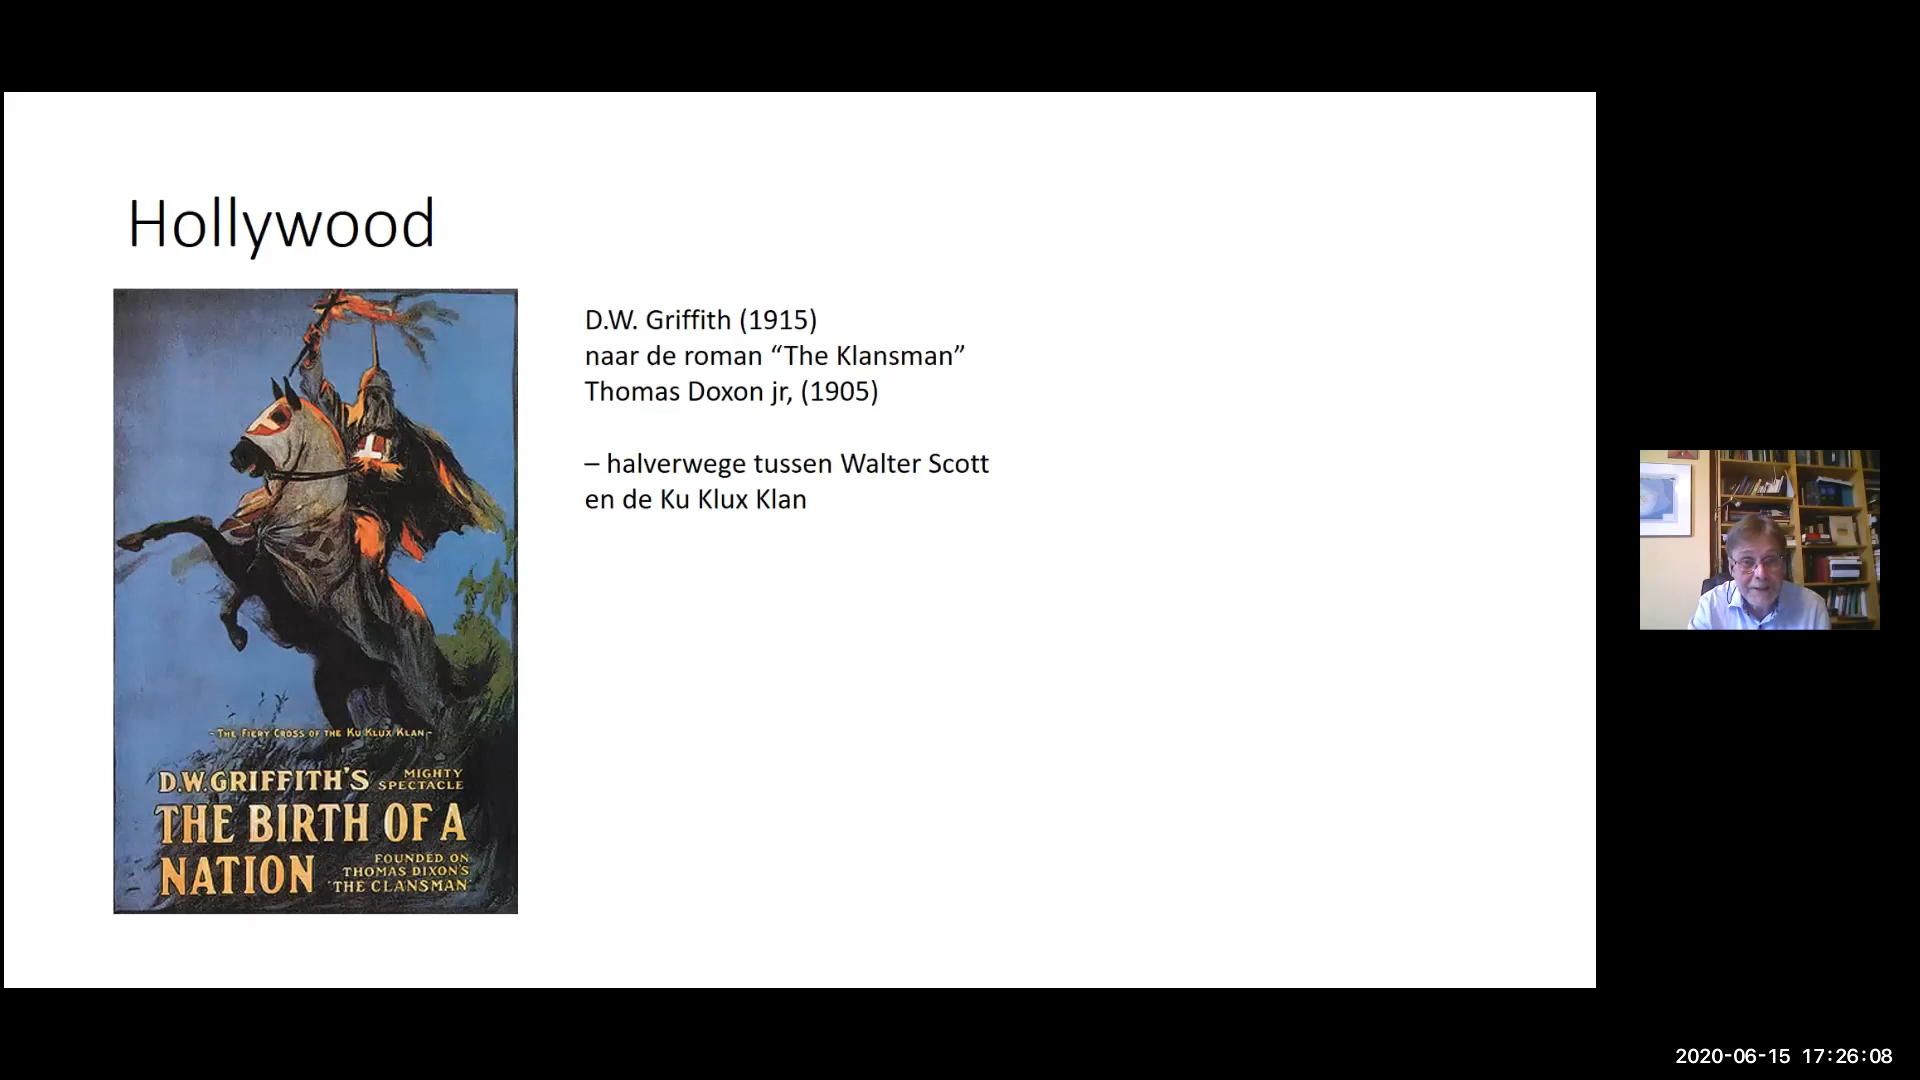 Hollywood
D.W. Griffith (1915)
naar de roman “The Klansman”
Thomas Doxon jr, (1905)
– halverwege tussen Walter Scott
en de Ku Klux Klan
- THE FIERY CROSS OF THE KU KLUX KLAN -
D.W. GRIFFITH'S MIGHTY SPECTACLE
THE BIRTH OF A
NATION
FOUNDED ON
THOMAS DIXON'S
'THE CLANSMAN'
2020-06-15 17:26:08